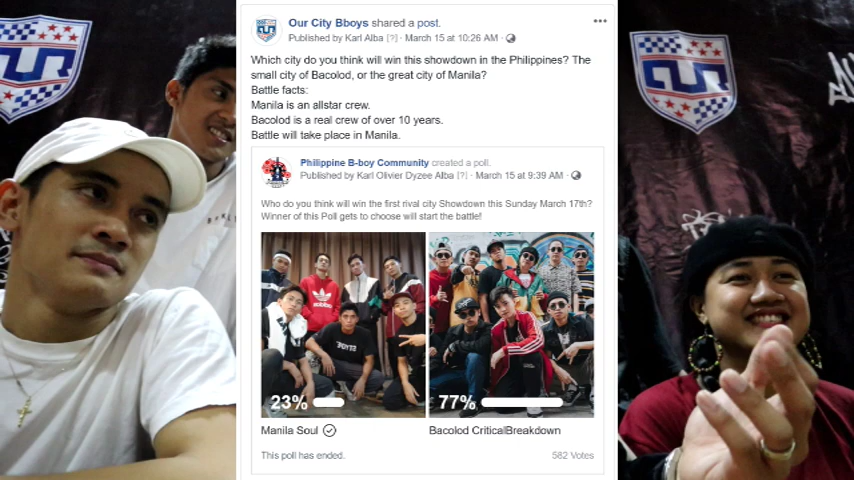 OUR
Our City Bboys shared a post.
Published by Karl Alba [?] · March 15 at 10:26 AM ·
Which city do you think will win this showdown in the Philippines? The
small city of Bacolod, or the great city of Manila?
Battle facts:
Manila is an allstar crew.
Bacolod is a real crew of over 10 years.
Battle will take place in Manila.
Philippine B-boy Community created a poll.
Published by Karl Olivier Dyzee Alba [?] · March 15 at 9:39 AM ·
Who do you think will win the first rival city Showdown this Sunday March 17th?
Winner of this Poll gets to choose will start the battle!
adidas
23%
77%
Manila Soul
Bacolod CriticalBreakdown
This poll has ended.
582 Votes
OUR